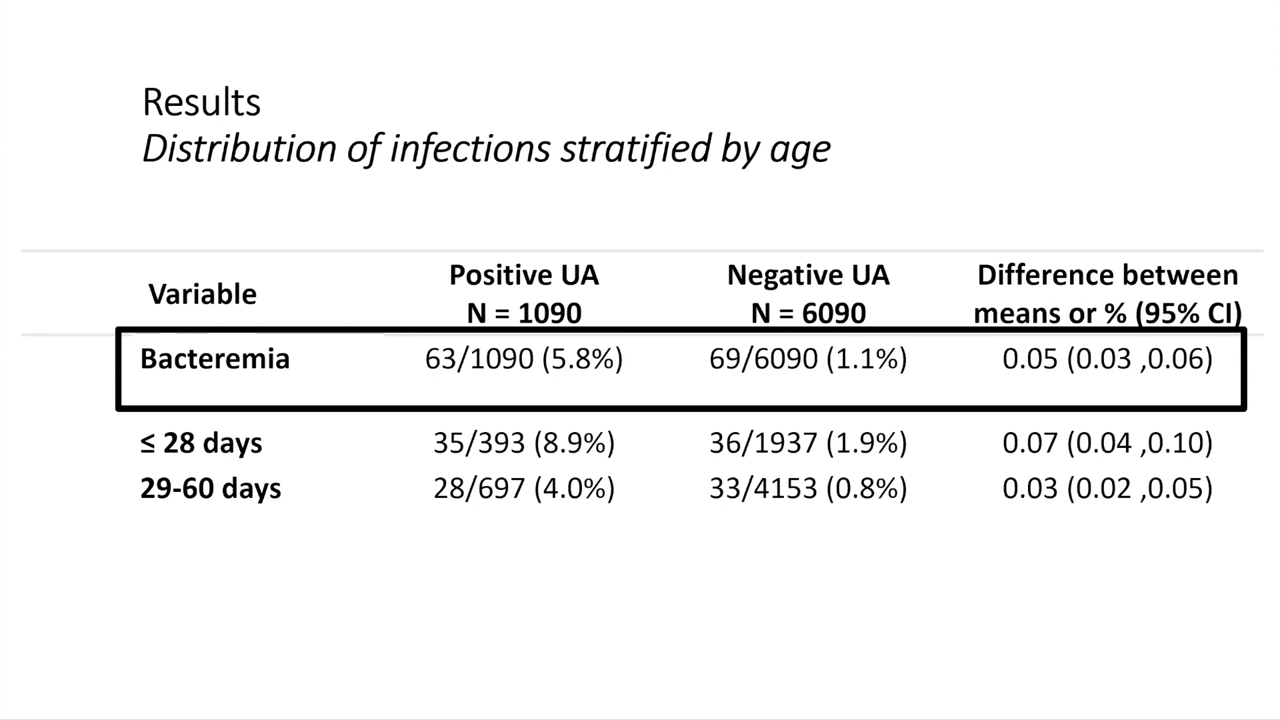 Results
Distribution of infections stratified by age
Variable
Positive UA
N = 1090
Negative UA
N = 6090
Difference between
means or % (95% CI)
Bacteremia 63/1090 (5.8%) 69/6090 (1.1%) 0.05 (0.03 ,0.06)
≤ 28 days 35/393 (8.9%) 36/1937 (1.9%) 0.07 (0.04 ,0.10)
29-60 days 28/697 (4.0%) 33/4153 (0.8%) 0.03 (0.02 ,0.05)